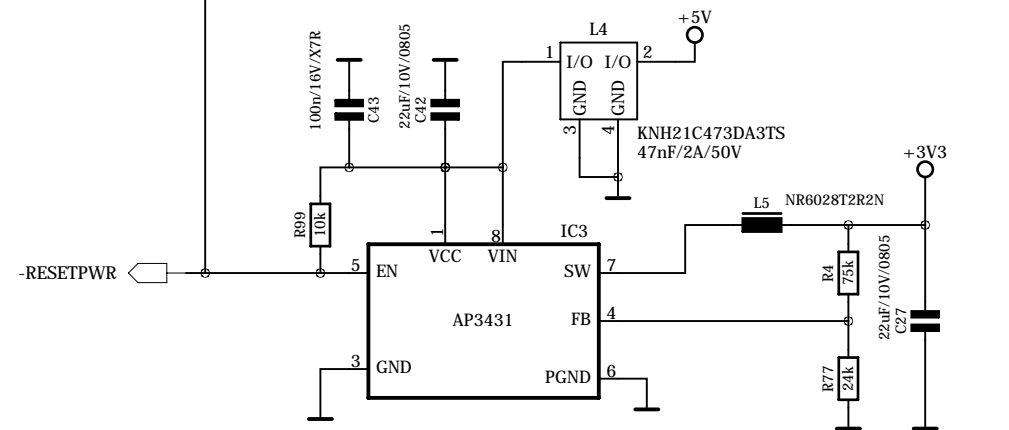 +5V
L4
1
2
I/O I/O
GND
GND
3
4
KNH21C473DA3TS
47nF/2A/50V
100n/16V/X7R
C43
22uF/10V/0805
C42
+3V3
R99
10k
1
8
IC3
L5
NR6028T2R2N
VCC
VIN
-RESETPWR
5
EN
SW
7
R4
75k
22uF/10V/0805
C27
AP3431
FB
4
3
GND
PGND
6
R77
24k